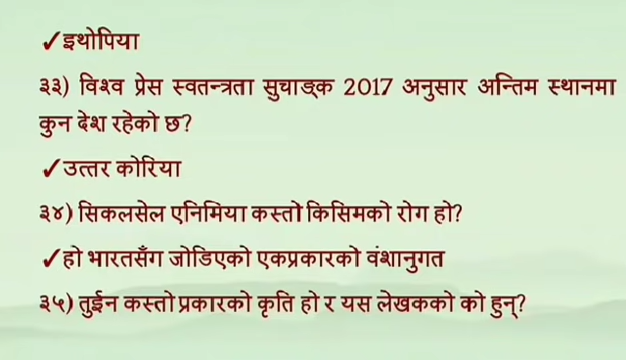 ✓इथोपिया
३३) विश्व प्रेस स्वतन्त्रता सुचाङ्क 2017 अनुसार अन्तिम स्थानमा
कुन देश रहेको छ?
✓उत्तर कोरिया
३४) सिकलसेल एनिमिया कस्तो किसिमको रोग हो?
✓हो भारतसँग जोडिएको एकप्रकारको वंशानुगत
३५) तुईन कस्तो प्रकारको कृति हो र यस लेखकको को हुन्?